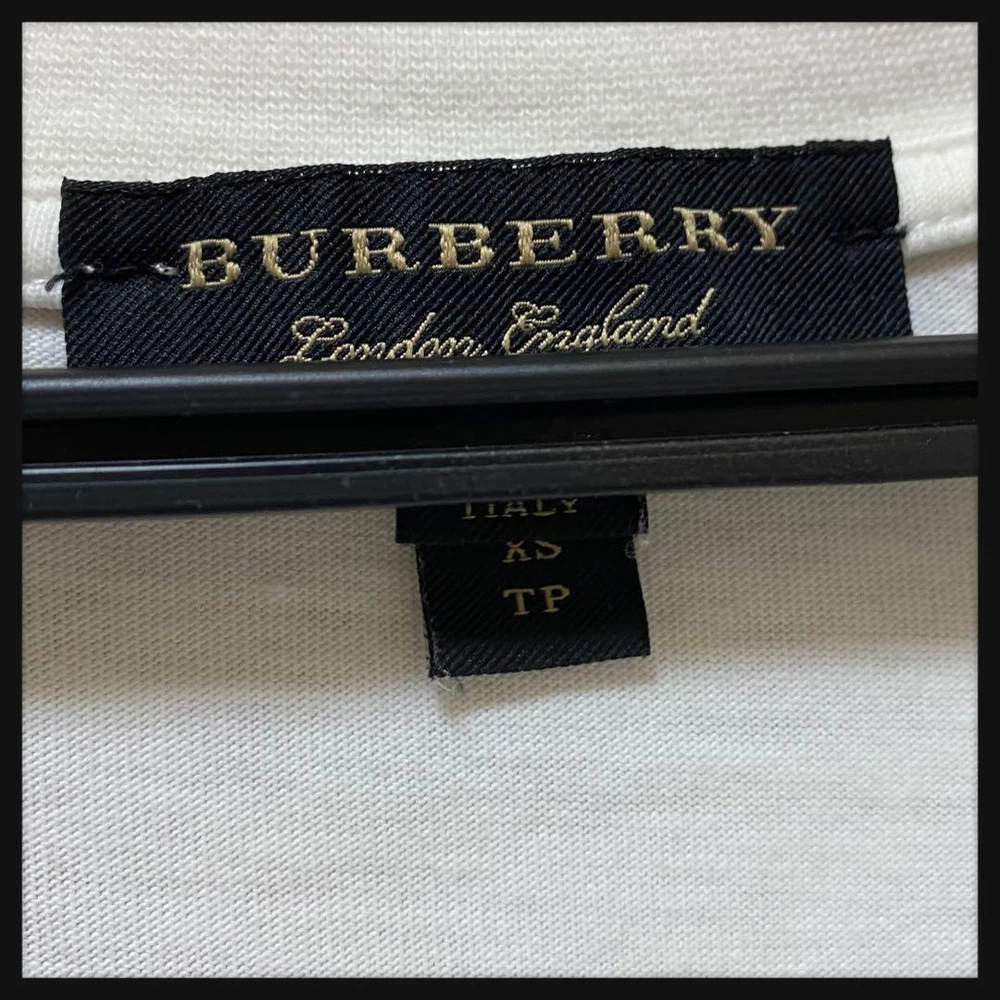 BURBERRY
London, England
ITALY
XS
TP